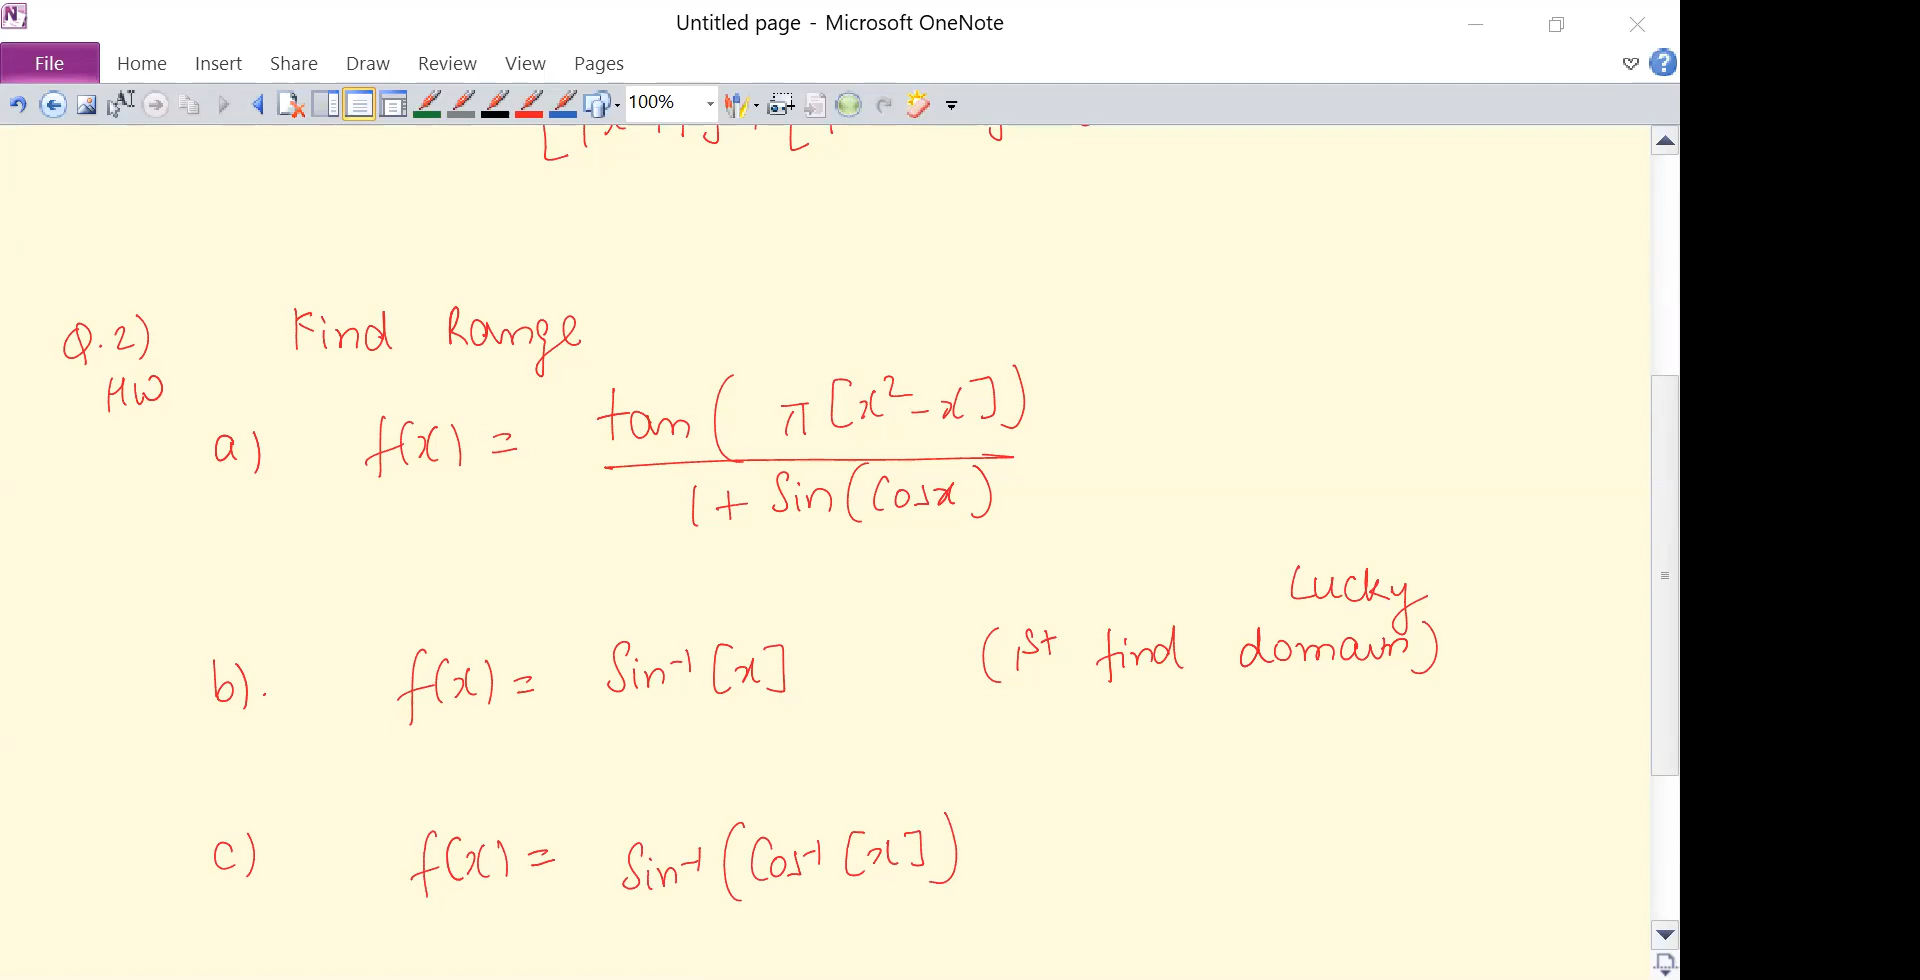 Untitled page - Microsoft OneNote
File Home Insert Share Draw Review View Pages
100%
Q.2) Find Range
HW
a) f(x) = tan(π[x²-x]) / 1 + Sin(Cosx)
Lucky
b). f(x) = Sin⁻¹[x] (1st find domain)
c) f(x) = Sin⁻¹(Cos⁻¹[x])